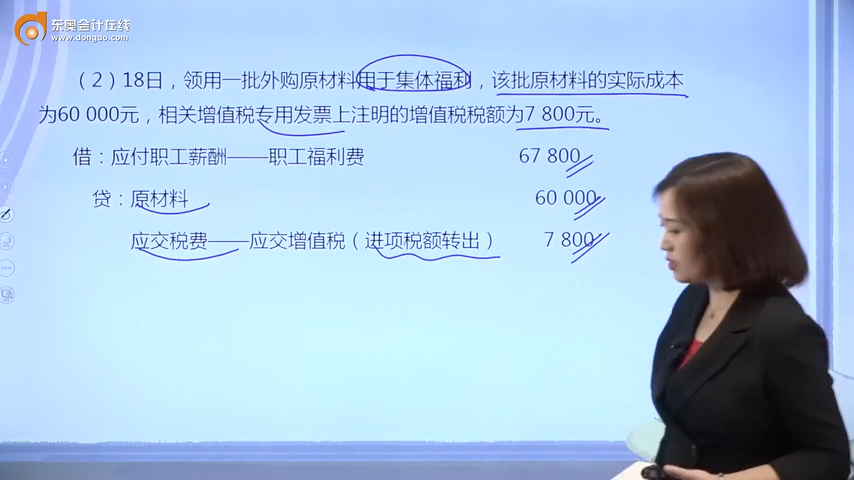 东奥会计在线
www.dongao.com
（2）18日，领用一批外购原材料用于集体福利，该批原材料的实际成本
为60 000元，相关增值税专用发票上注明的增值税税额为7 800元。
借：应付职工薪酬——职工福利费 67 800
贷：原材料 60 000
应交税费——应交增值税（进项税额转出） 7 800